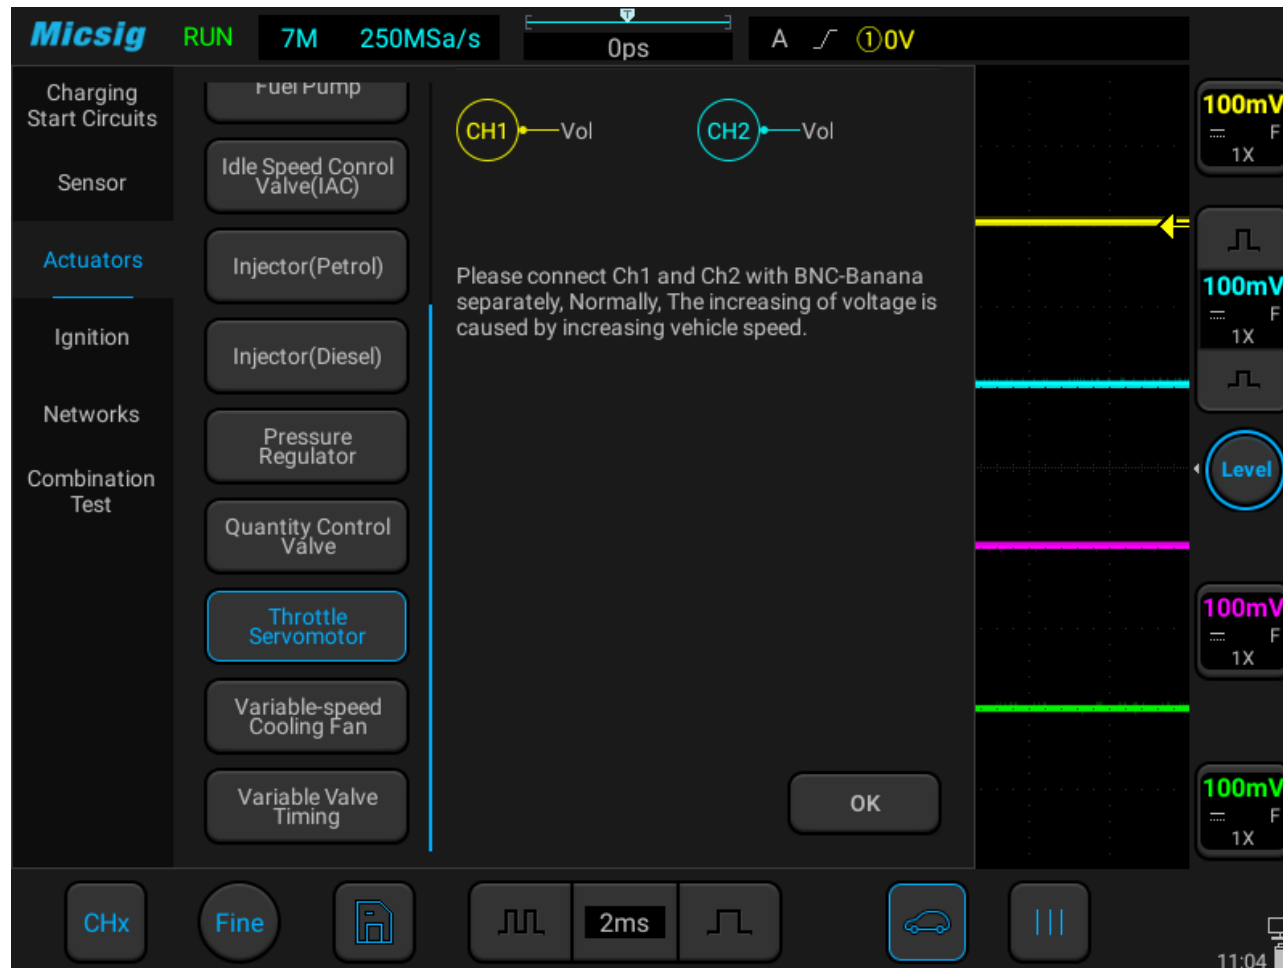 Micsig RUN 7M 250MSa/s T 0ps A ①0V
Charging
Start Circuits
Sensor
Actuators
Ignition
Networks
Combination
Test
Fuel Pump
Idle Speed Conrol
Valve(IAC)
Injector(Petrol)
Injector(Diesel)
Pressure
Regulator
Quantity Control
Valve
Throttle
Servomotor
Variable-speed
Cooling Fan
Variable Valve
Timing
CH1 Vol CH2 Vol
Please connect Ch1 and Ch2 with BNC-Banana
separately, Normally, The increasing of voltage is
caused by increasing vehicle speed.
OK
100mV
F
1X
100mV
F
1X
Level
100mV
F
1X
100mV
F
1X
CHx Fine 2ms
11:04